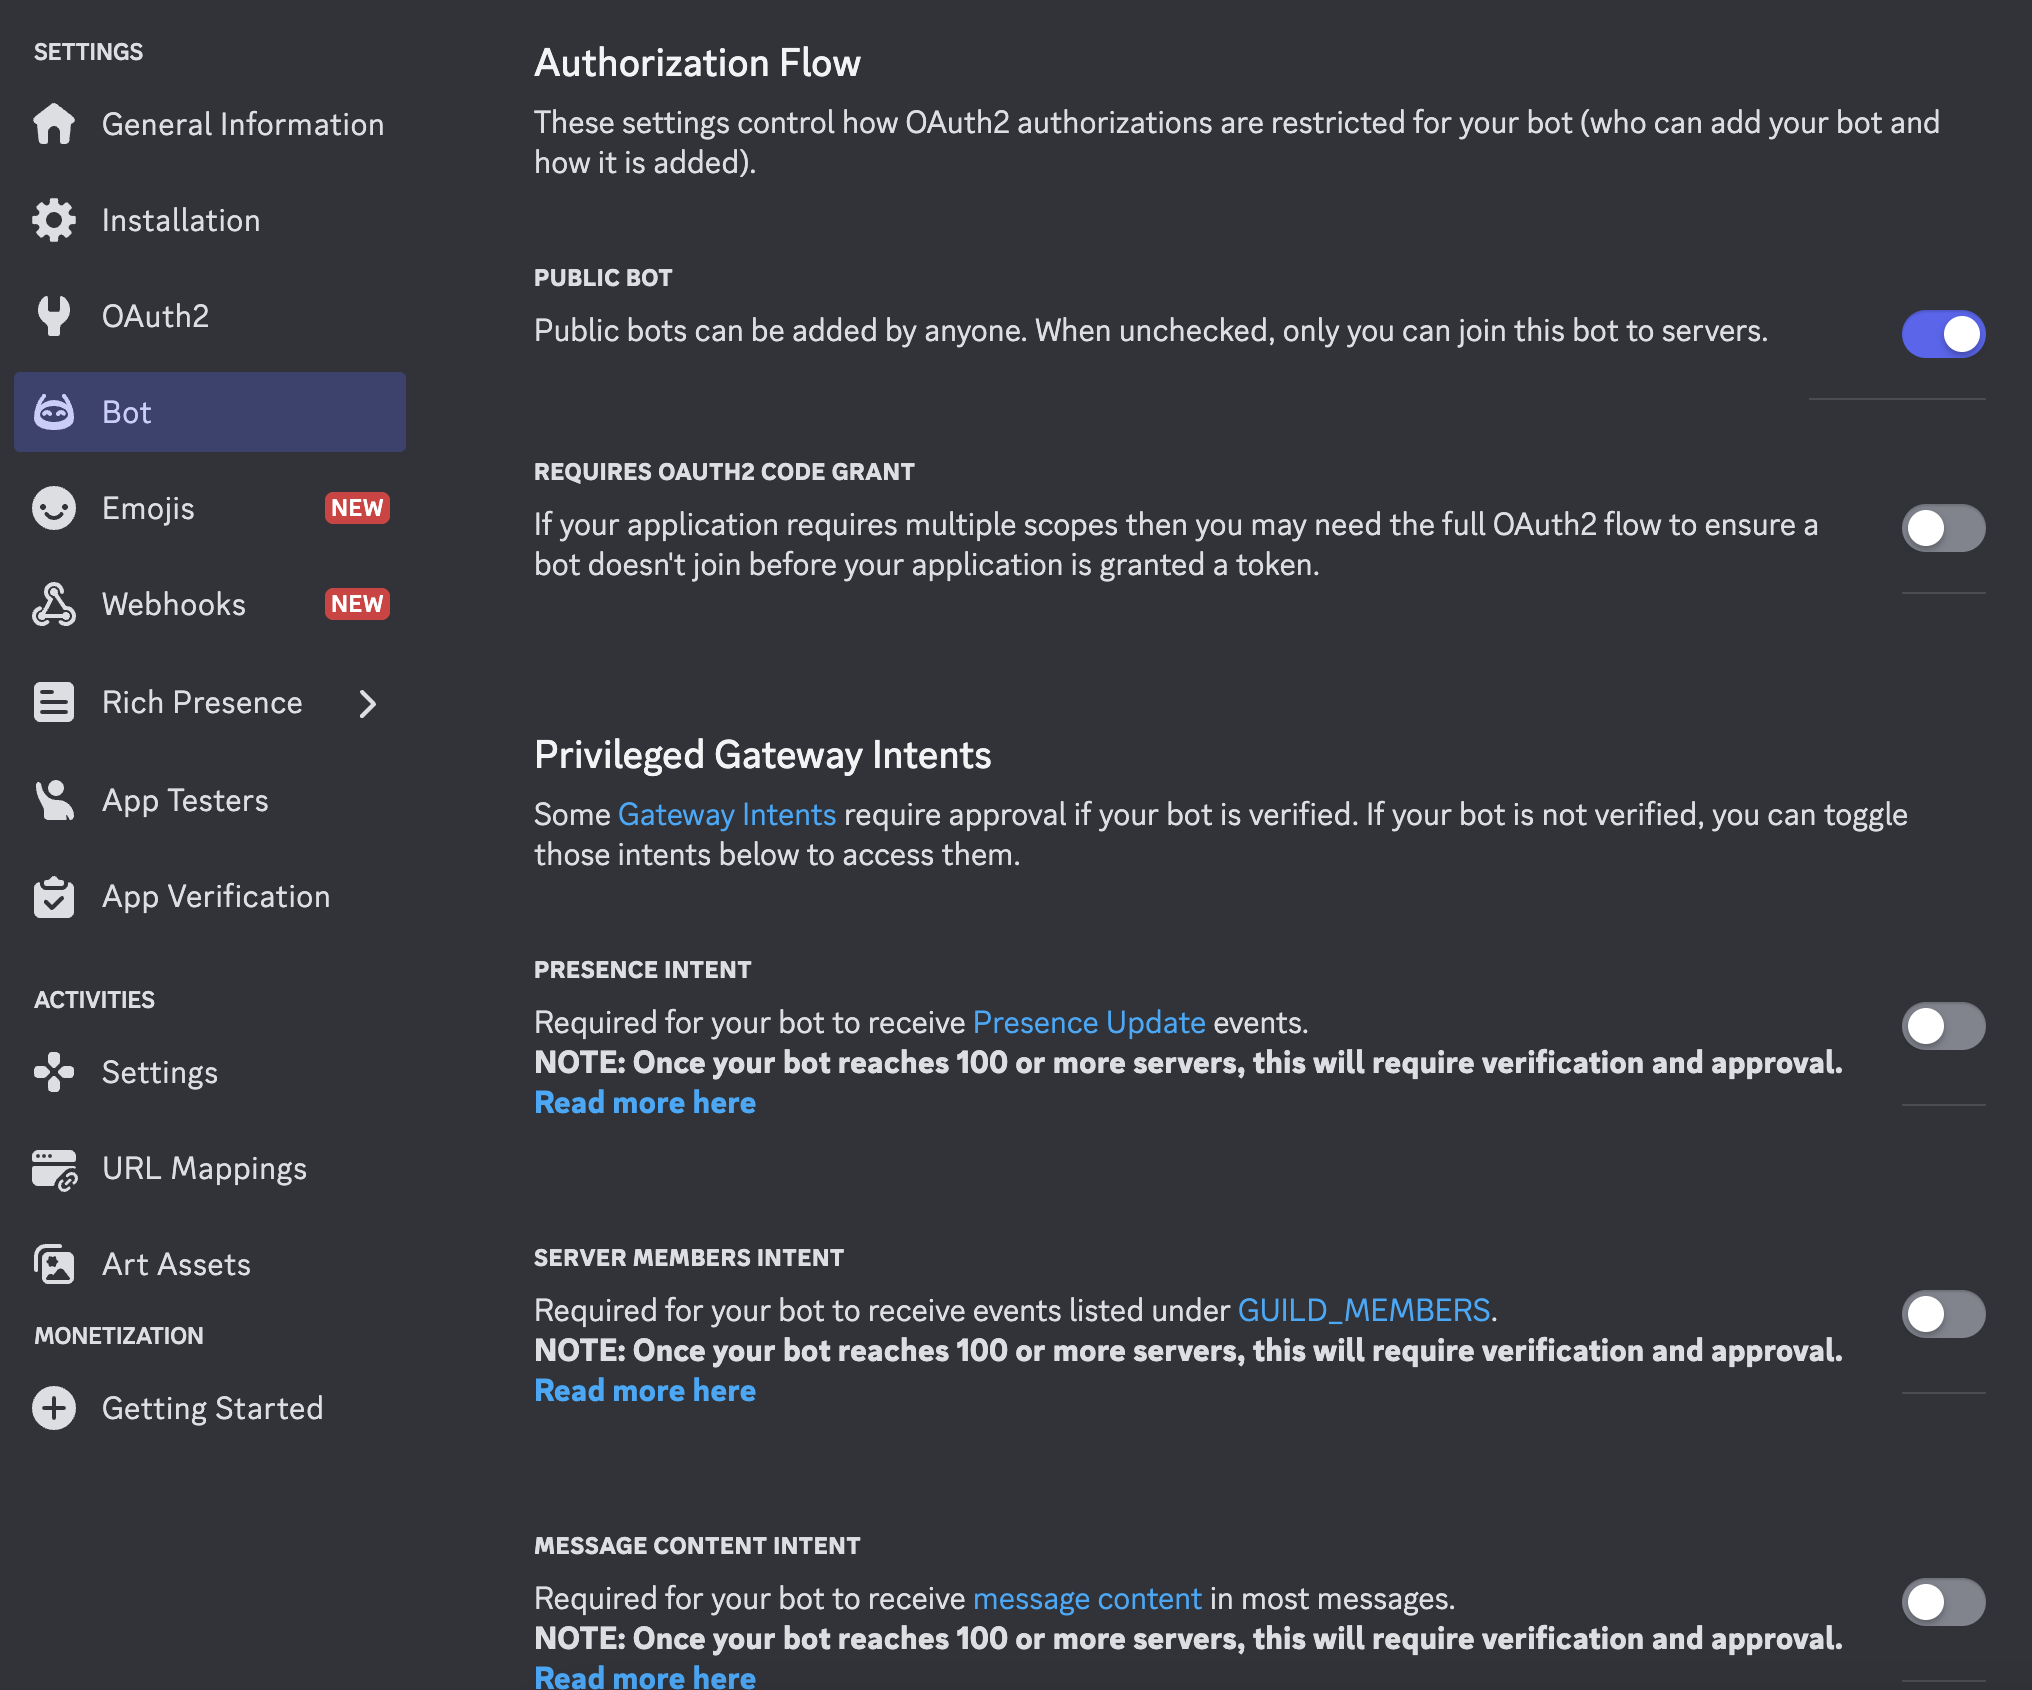 SETTINGS
General Information
Installation
OAuth2
Bot
Emojis NEW
Webhooks NEW
Rich Presence
App Testers
App Verification
ACTIVITIES
Settings
URL Mappings
Art Assets
MONETIZATION
Getting Started
Authorization Flow
These settings control how OAuth2 authorizations are restricted for your bot (who can add your bot and
how it is added).
PUBLIC BOT
Public bots can be added by anyone. When unchecked, only you can join this bot to servers.
REQUIRES OAUTH2 CODE GRANT
If your application requires multiple scopes then you may need the full OAuth2 flow to ensure a
bot doesn't join before your application is granted a token.
Privileged Gateway Intents
Some Gateway Intents require approval if your bot is verified. If your bot is not verified, you can toggle
those intents below to access them.
PRESENCE INTENT
Required for your bot to receive Presence Update events.
NOTE: Once your bot reaches 100 or more servers, this will require verification and approval.
Read more here
SERVER MEMBERS INTENT
Required for your bot to receive events listed under GUILD_MEMBERS.
NOTE: Once your bot reaches 100 or more servers, this will require verification and approval.
Read more here
MESSAGE CONTENT INTENT
Required for your bot to receive message content in most messages.
NOTE: Once your bot reaches 100 or more servers, this will require verification and approval.
Read more here